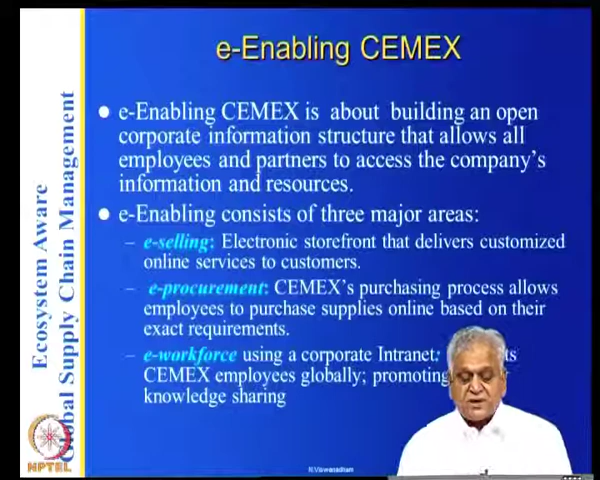 e-Enabling CEMEX
e-Enabling CEMEX is about building an open
corporate information structure that allows all
employees and partners to access the company's
information and resources.
e-Enabling consists of three major areas:
– e-selling: Electronic storefront that delivers customized
online services to customers.
– e-procurement: CEMEX's purchasing process allows
employees to purchase supplies online based on their
exact requirements.
– e-workforce using a corporate Intranet: ts
CEMEX employees globally; promoting
knowledge sharing
Ecosystem Aware
Global Supply Chain Management
NPTEL
N.Viswanadham